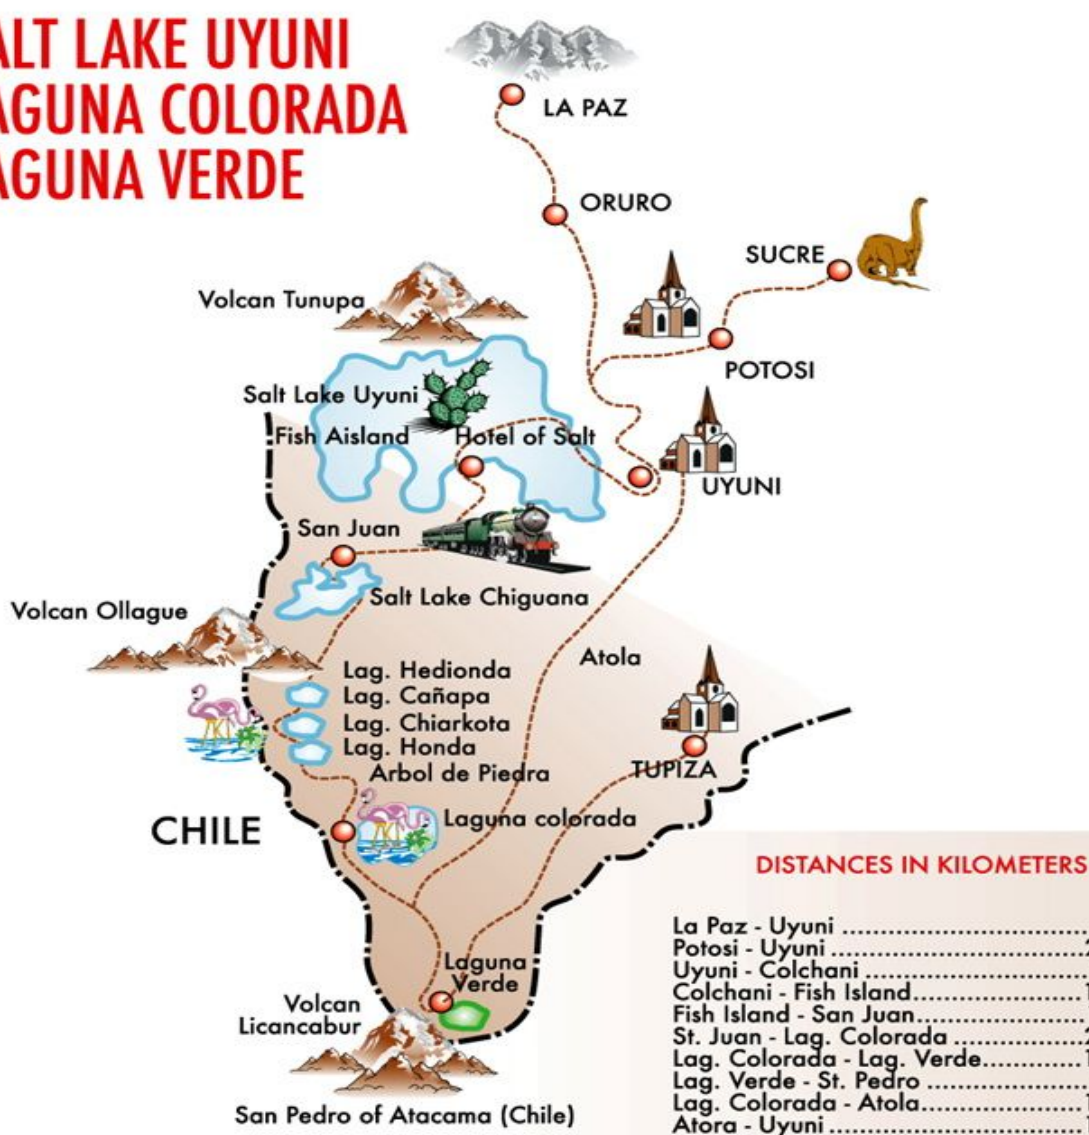 ALT LAKE UYUNI
AGUNA COLORADA
AGUNA VERDE
LA PAZ
ORURO
SUCRE
Volcan Tunupa
POTOSI
Salt Lake Uyuni
Fish Aisland
Hotel of Salt
UYUNI
San Juan
Salt Lake Chiguana
Volcan Ollague
Atola
Lag. Hedionda
Lag. Cañapa
Lag. Chiarkota
Lag. Honda
Arbol de Piedra
TUPIZA
CHILE
Laguna colorada
Laguna
Verde
Volcan
Licancabur
San Pedro of Atacama (Chile)
DISTANCES IN KILOMETERS
La Paz - Uyuni
Potosi - Uyuni
Uyuni - Colchani
Colchani - Fish Island
Fish Island - San Juan
St. Juan - Lag. Colorada
Lag. Colorada - Lag. Verde
Lag. Verde - St. Pedro
Lag. Colorada - Atola
Atora - Uyuni